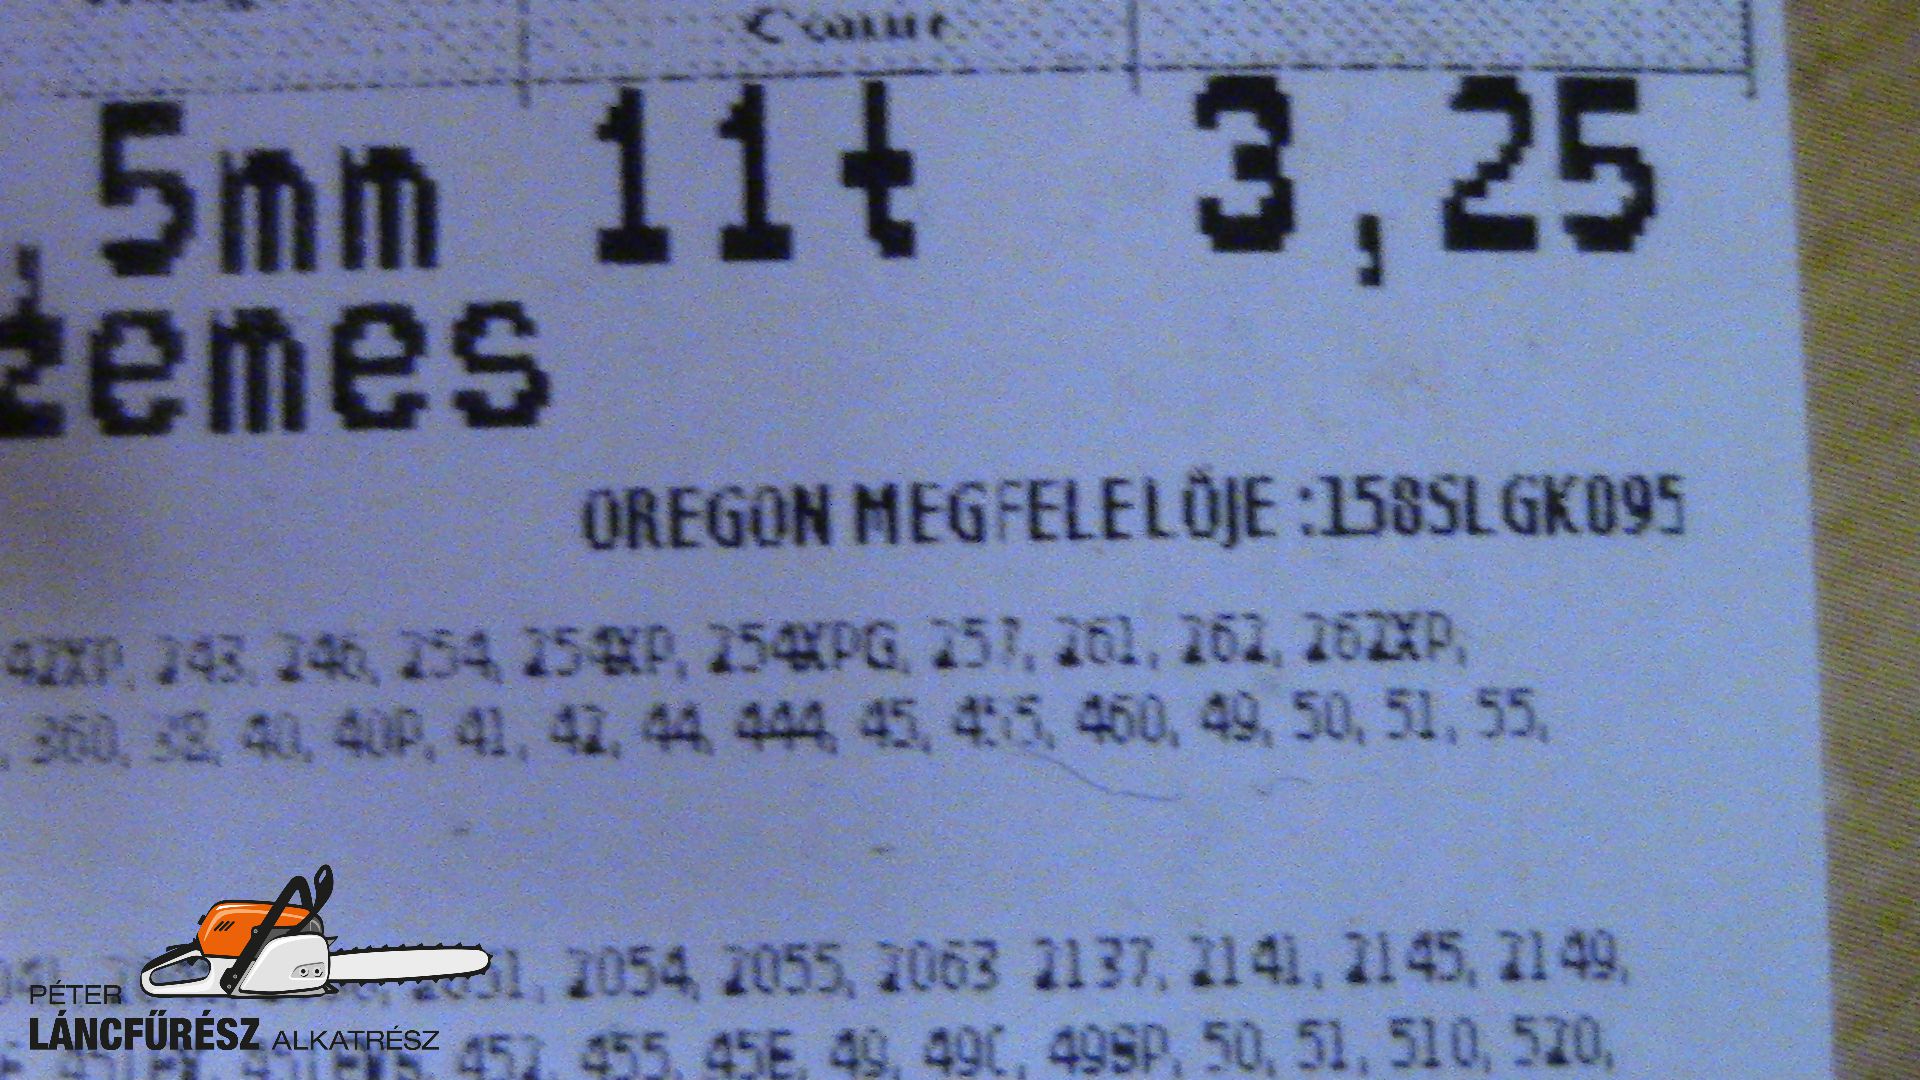 ,5mm 11t 3,25
zemes
OREGON MEGFELELŐJE :158SLGK095
42XP, 243, 246, 254, 254XP, 254XPG, 257, 261, 262, 262XP,
, 360, 38, 40, 40P, 41, 42, 44, 444, 45, 455, 460, 49, 50, 51, 55,
2054, 2055, 2063 2137, 2141, 2145, 2149,
452, 455, 45E, 49, 49C, 49SP, 50, 51, 510, 520,
PÉTER
LÁNCFŰRÉSZ ALKATRÉSZ